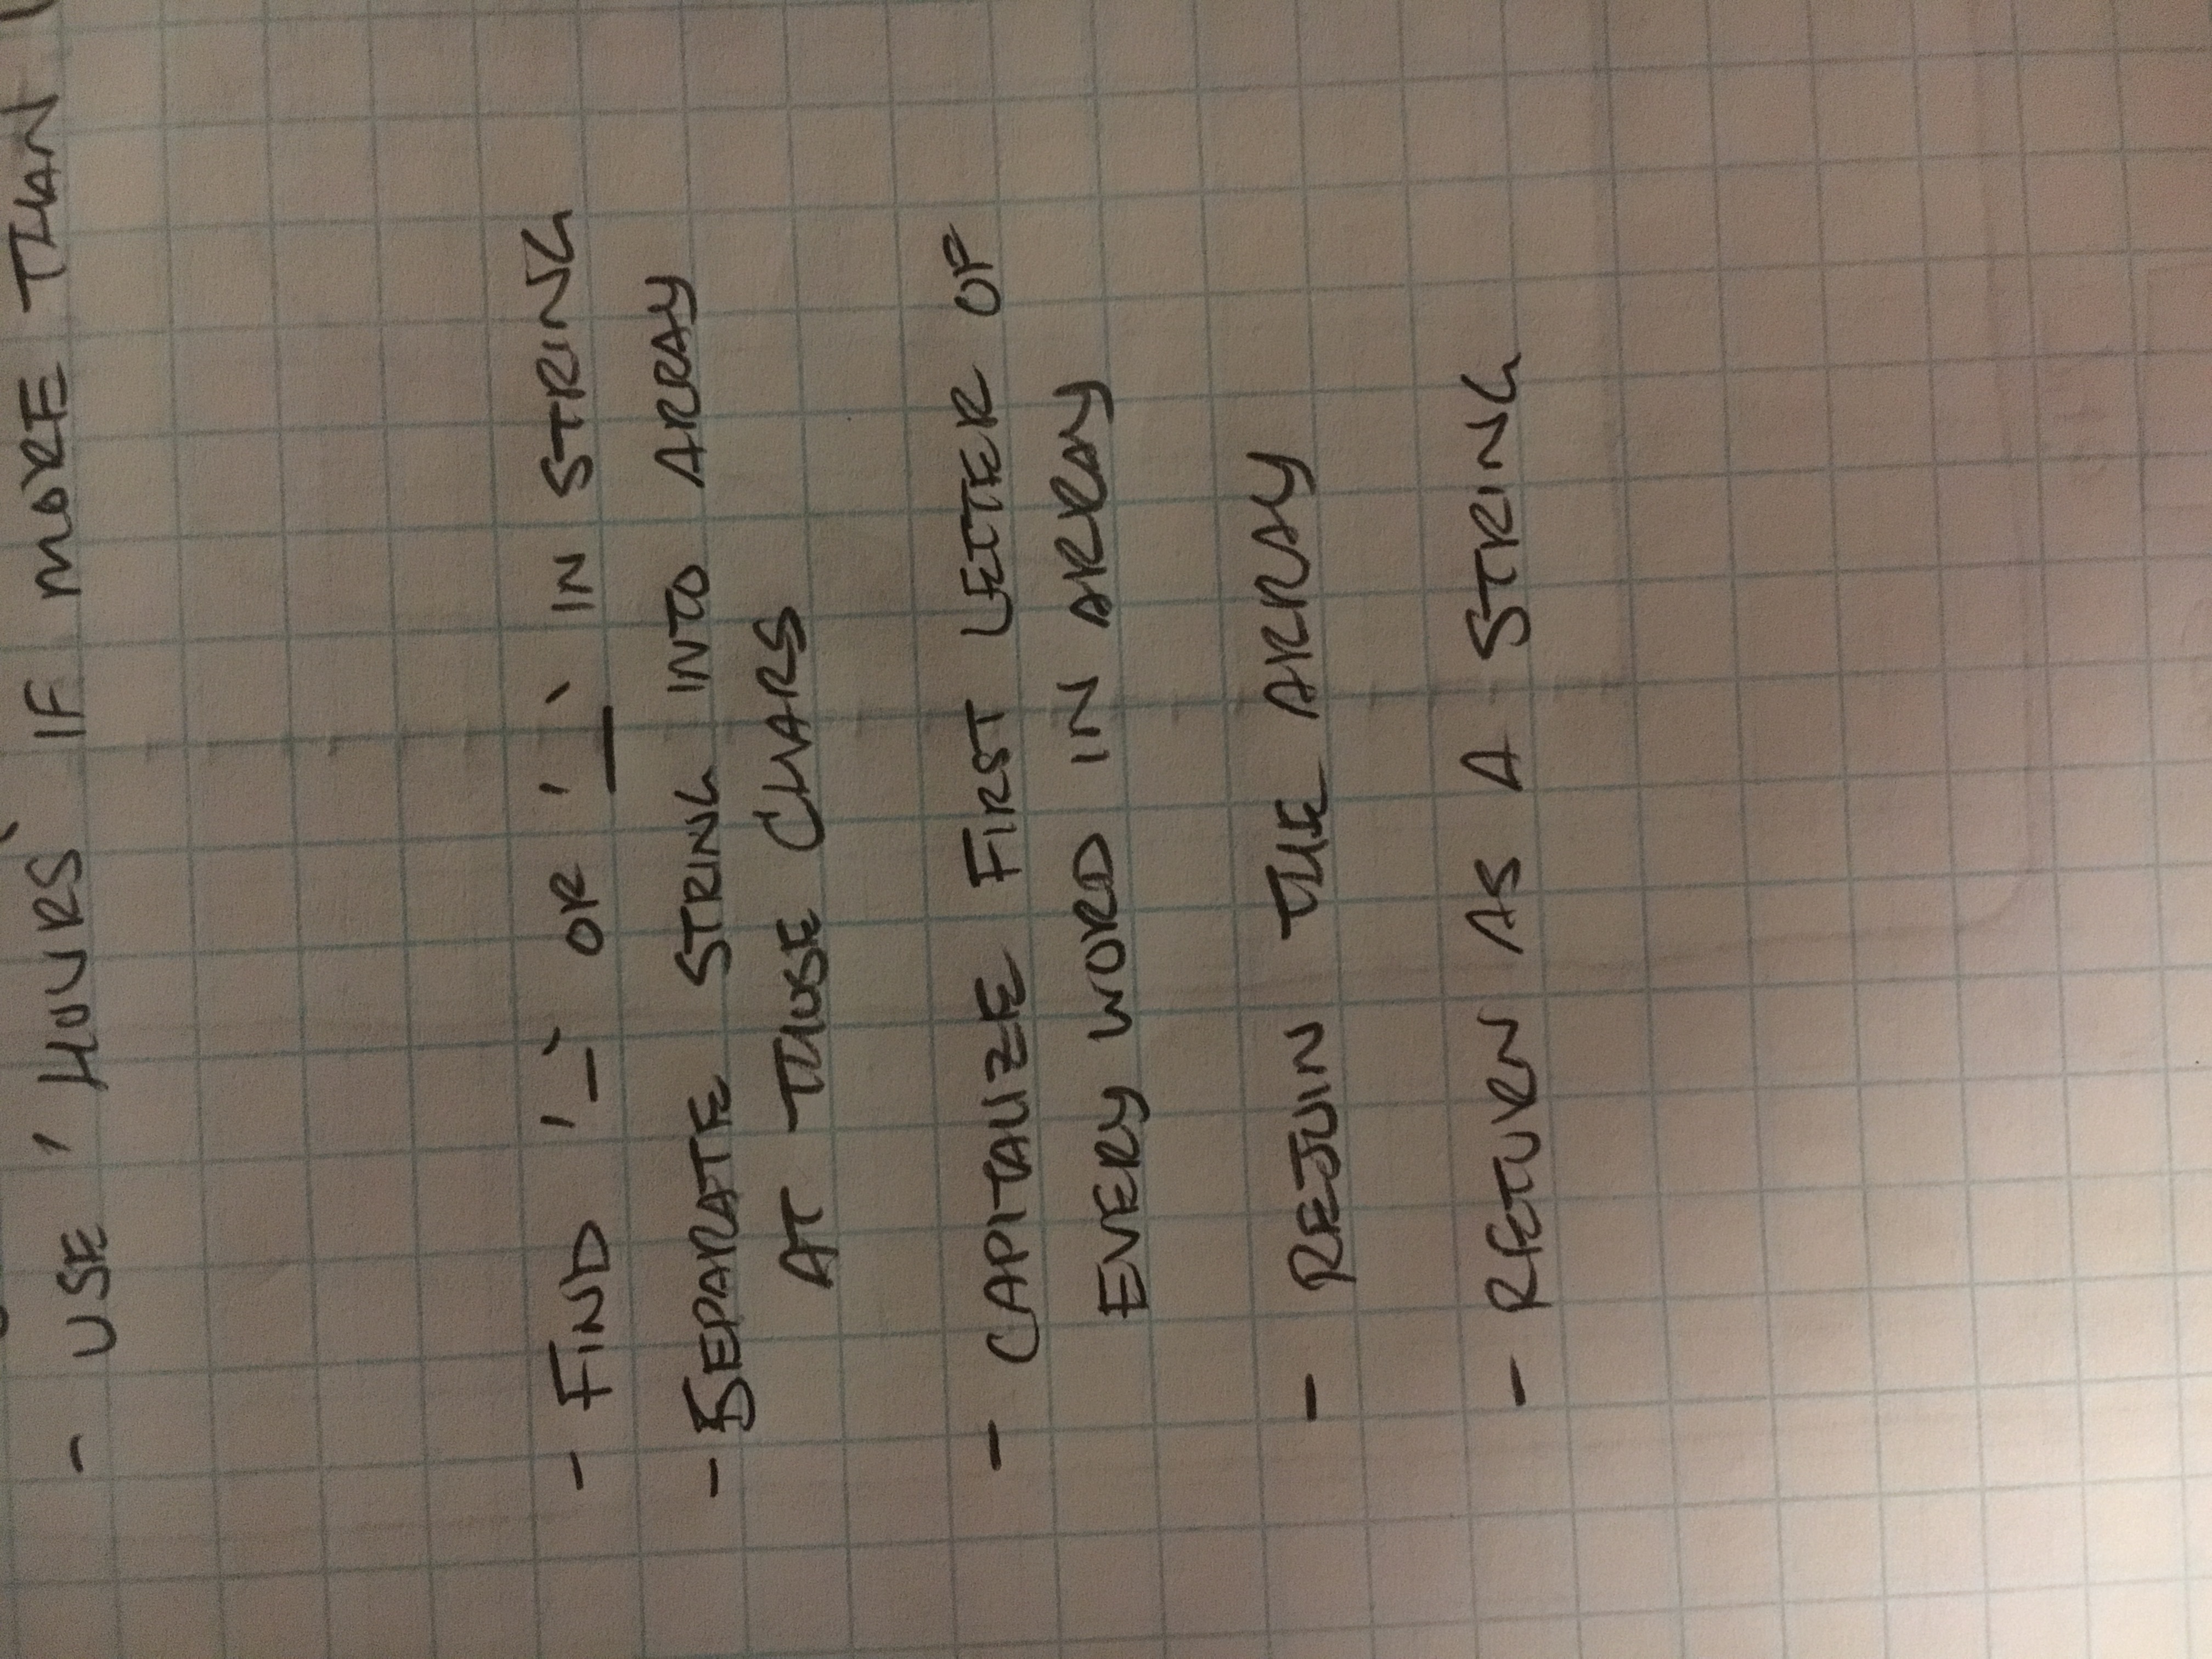 - USE 'HOURS' IF MORE THAN
- FIND '-' OR '_' IN STRING
- SEPARATE STRING INTO ARRAY
AT THOSE CHARS
- CAPITALIZE FIRST LETTER OF
EVERY WORD IN ARRAY
- REJOIN THE ARRAY
- RETURN AS A STRING